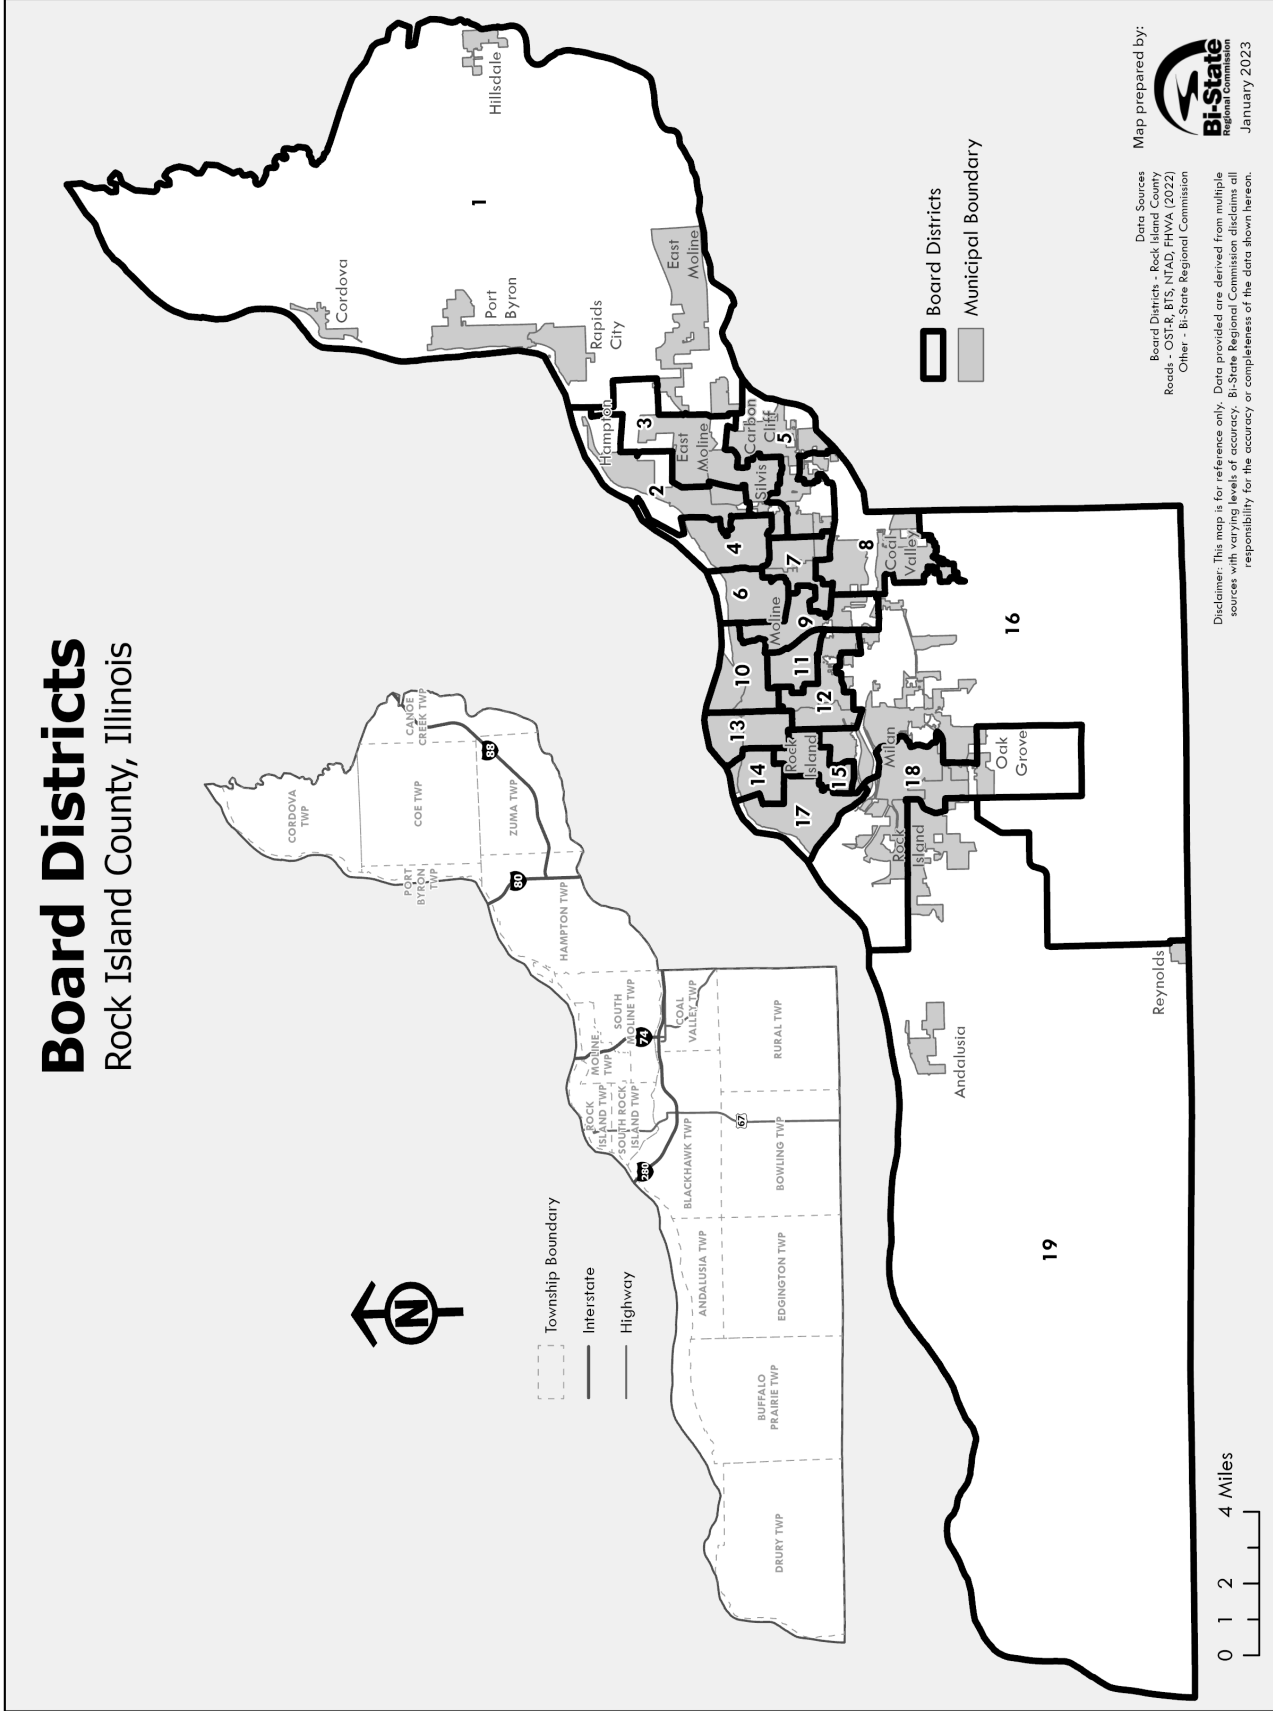 Board Districts
Rock Island County, Illinois
CORDOVA
TWP
CANOE
CREEK TWP
COE TWP
88
ZUMA TWP
PORT
BYRON
TWP
80
HAMPTON TWP
SOUTH
MOLINE TWP
MOLINE
TWP
74
COAL
VALLEY TWP
ROCK
ISLAND TWP
SOUTH ROCK
ISLAND TWP
280
BLACKHAWK TWP
67
RURAL TWP
BOWLING TWP
ANDALUSIA TWP
EDGINGTON TWP
BUFFALO
PRAIRIE TWP
DRURY TWP
N
Township Boundary
Interstate
Highway
Hillsdale
Cordova
1
Port
Byron
Rapids
City
East
Moline
Hampton
3
East
Moline
2
Carbon
Cliff
5
Silvis
4
7
6
Moline
9
8
Coal
Valley
10
11
12
13
Rock
Island
14
15
17
Milan
18
Rock
Island
Oak
Grove
16
Andalusia
Reynolds
19
Board Districts
Municipal Boundary
Map prepared by:
Bi-State
Regional Commission
January 2023
Data Sources
Board Districts - Rock Island County
Roads - OST-R, BTS, NTAD, FHWA (2022)
Other - Bi-State Regional Commission
Disclaimer: This map is for reference only. Data provided are derived from multiple
sources with varying levels of accuracy. Bi-State Regional Commission disclaims all
responsibility for the accuracy or completeness of the data shown hereon.
0 1 2 4 Miles